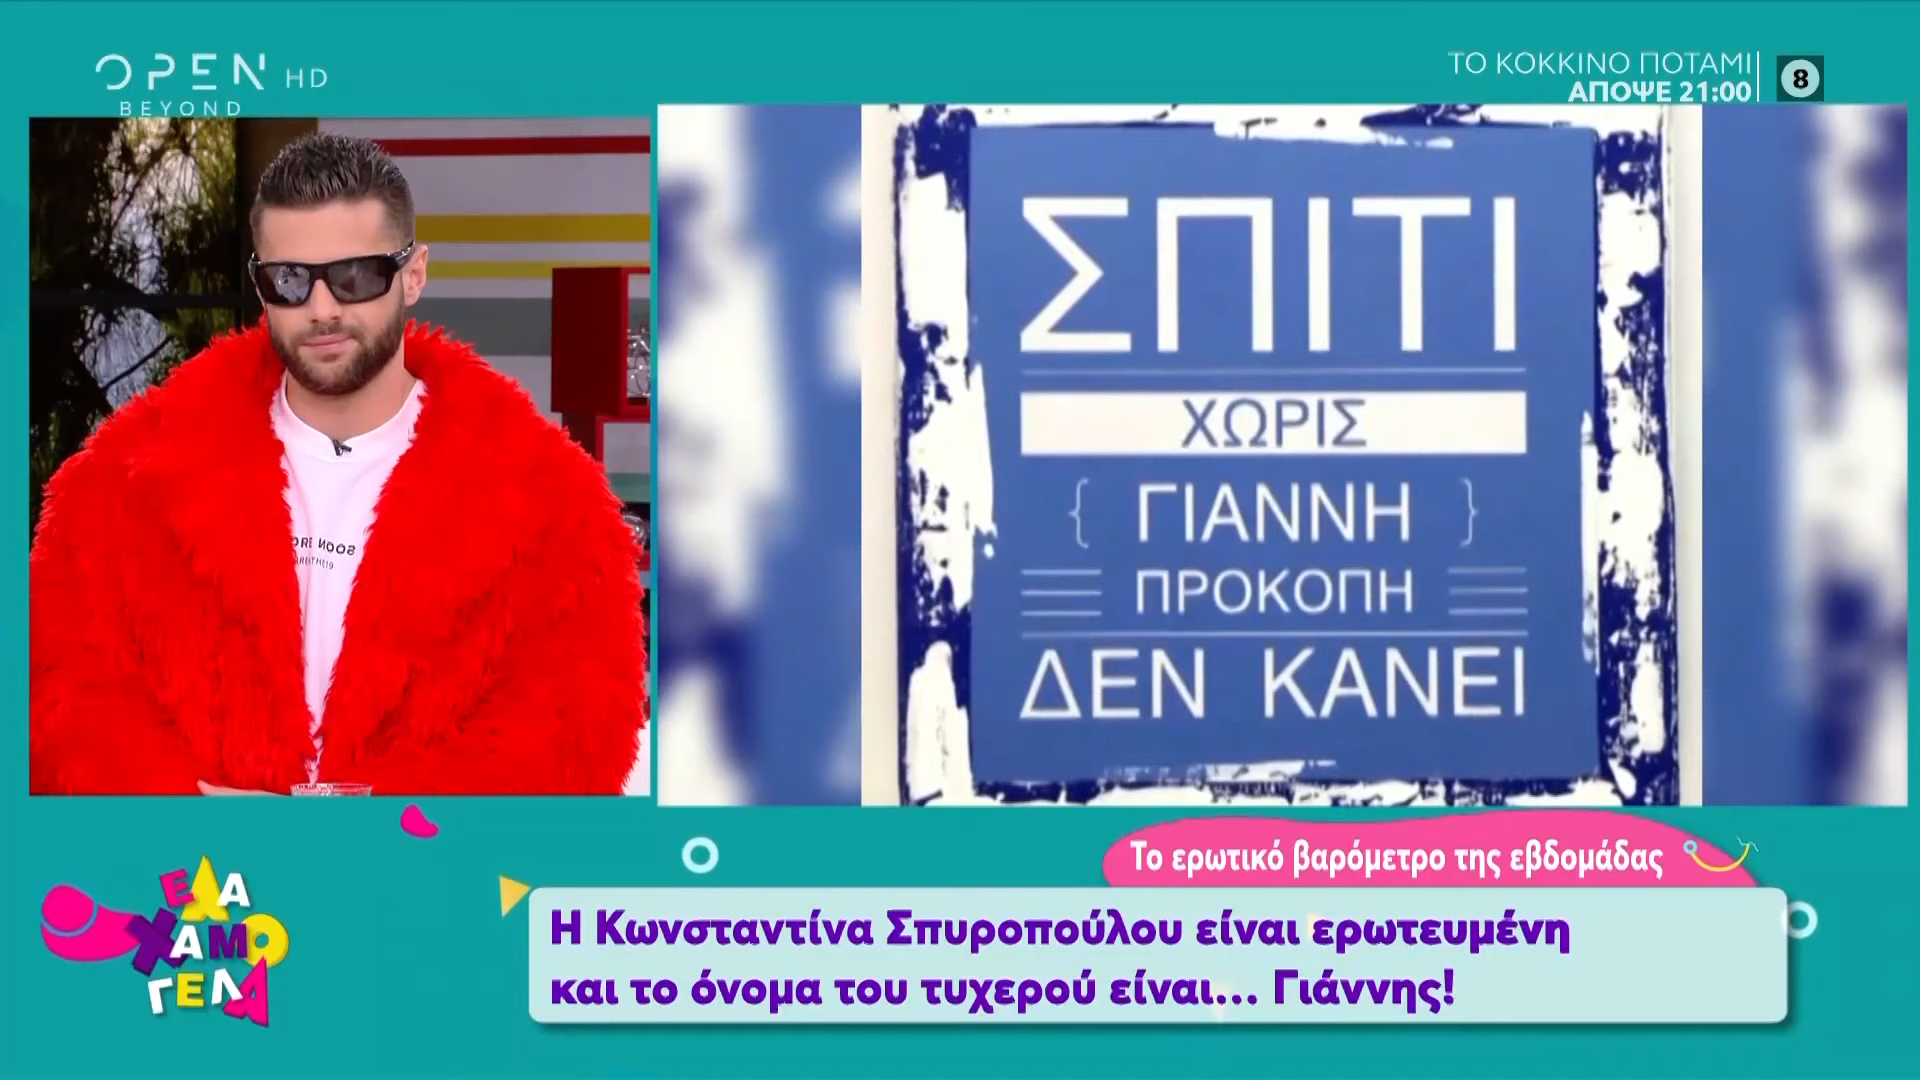 OPEN HD
BEYOND
ΤΟ ΚΟΚΚΙΝΟ ΠΟΤΑΜΙ
ΑΠΟΨΕ 21:00
8
ΣΠΙΤΙ
ΧΩΡΙΣ
{ ΓΙΑΝΝΗ }
ΠΡΟΚΟΠΗ
ΔΕΝ ΚΑΝΕΙ
Το ερωτικό βαρόμετρο της εβδομάδας
Η Κωνσταντίνα Σπυροπούλου είναι ερωτευμένη
και το όνομα του τυχερού είναι... Γιάννης!
ΕΛΑ
ΧΑΜΟ
ΓΕΛΑ